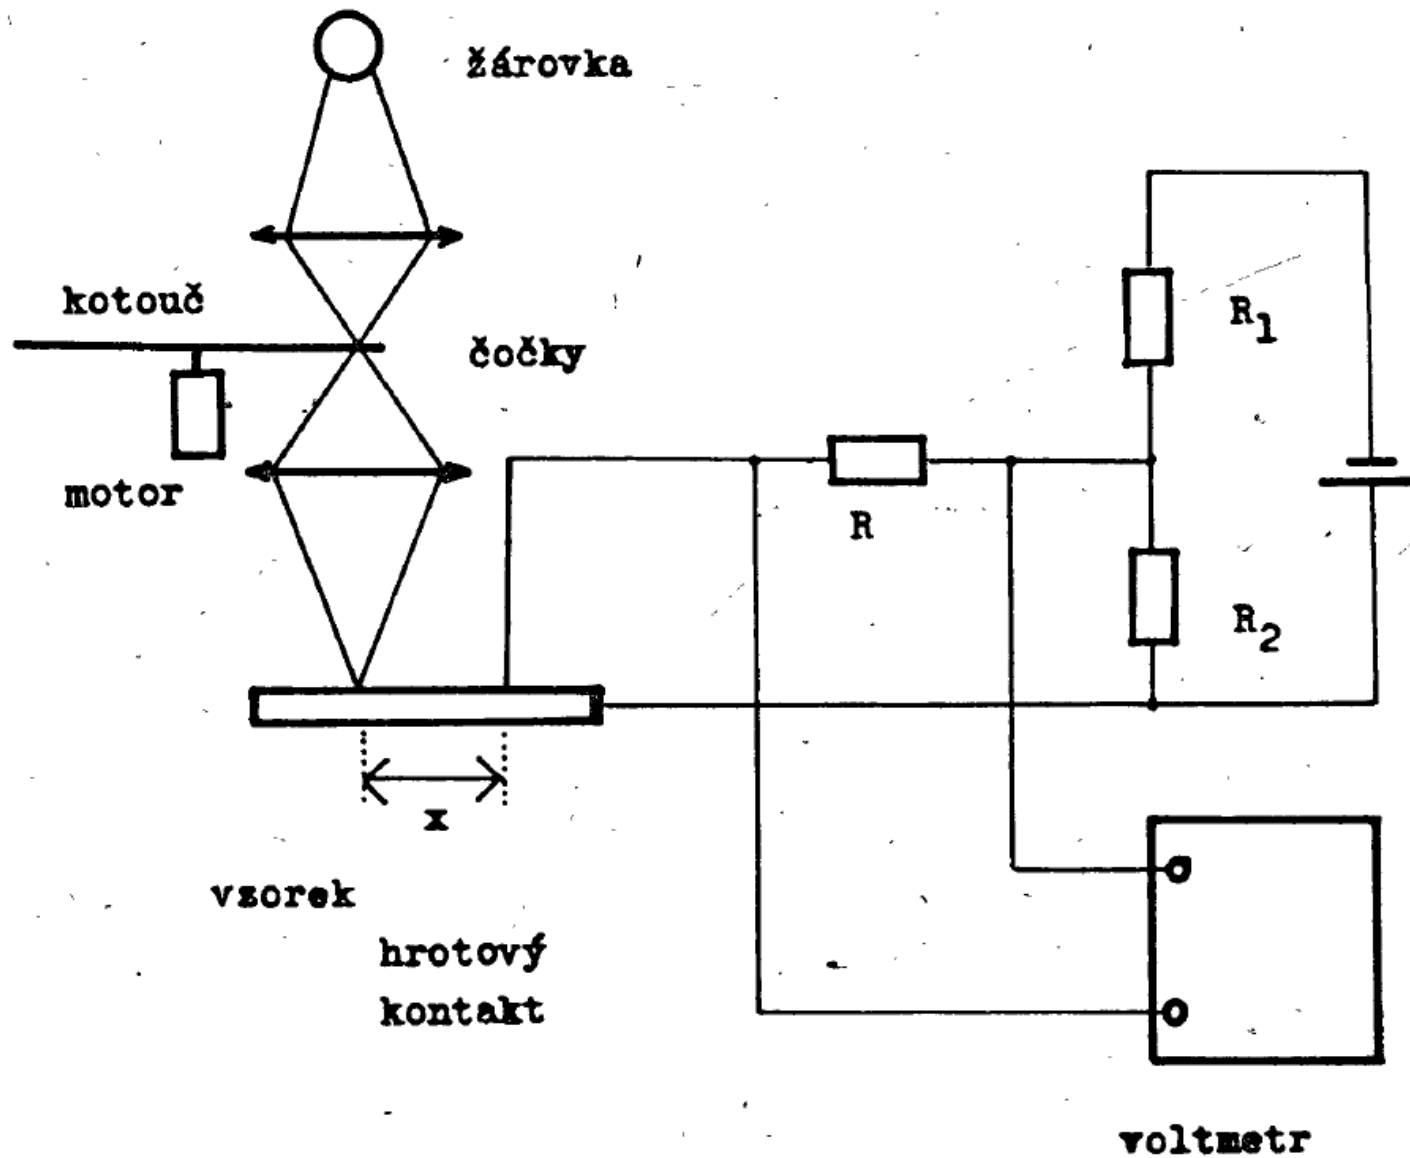 žárovka
kotouč
čočky
motor
R
R1
R2
x
vzorek
hrotový
kontakt
voltmetr